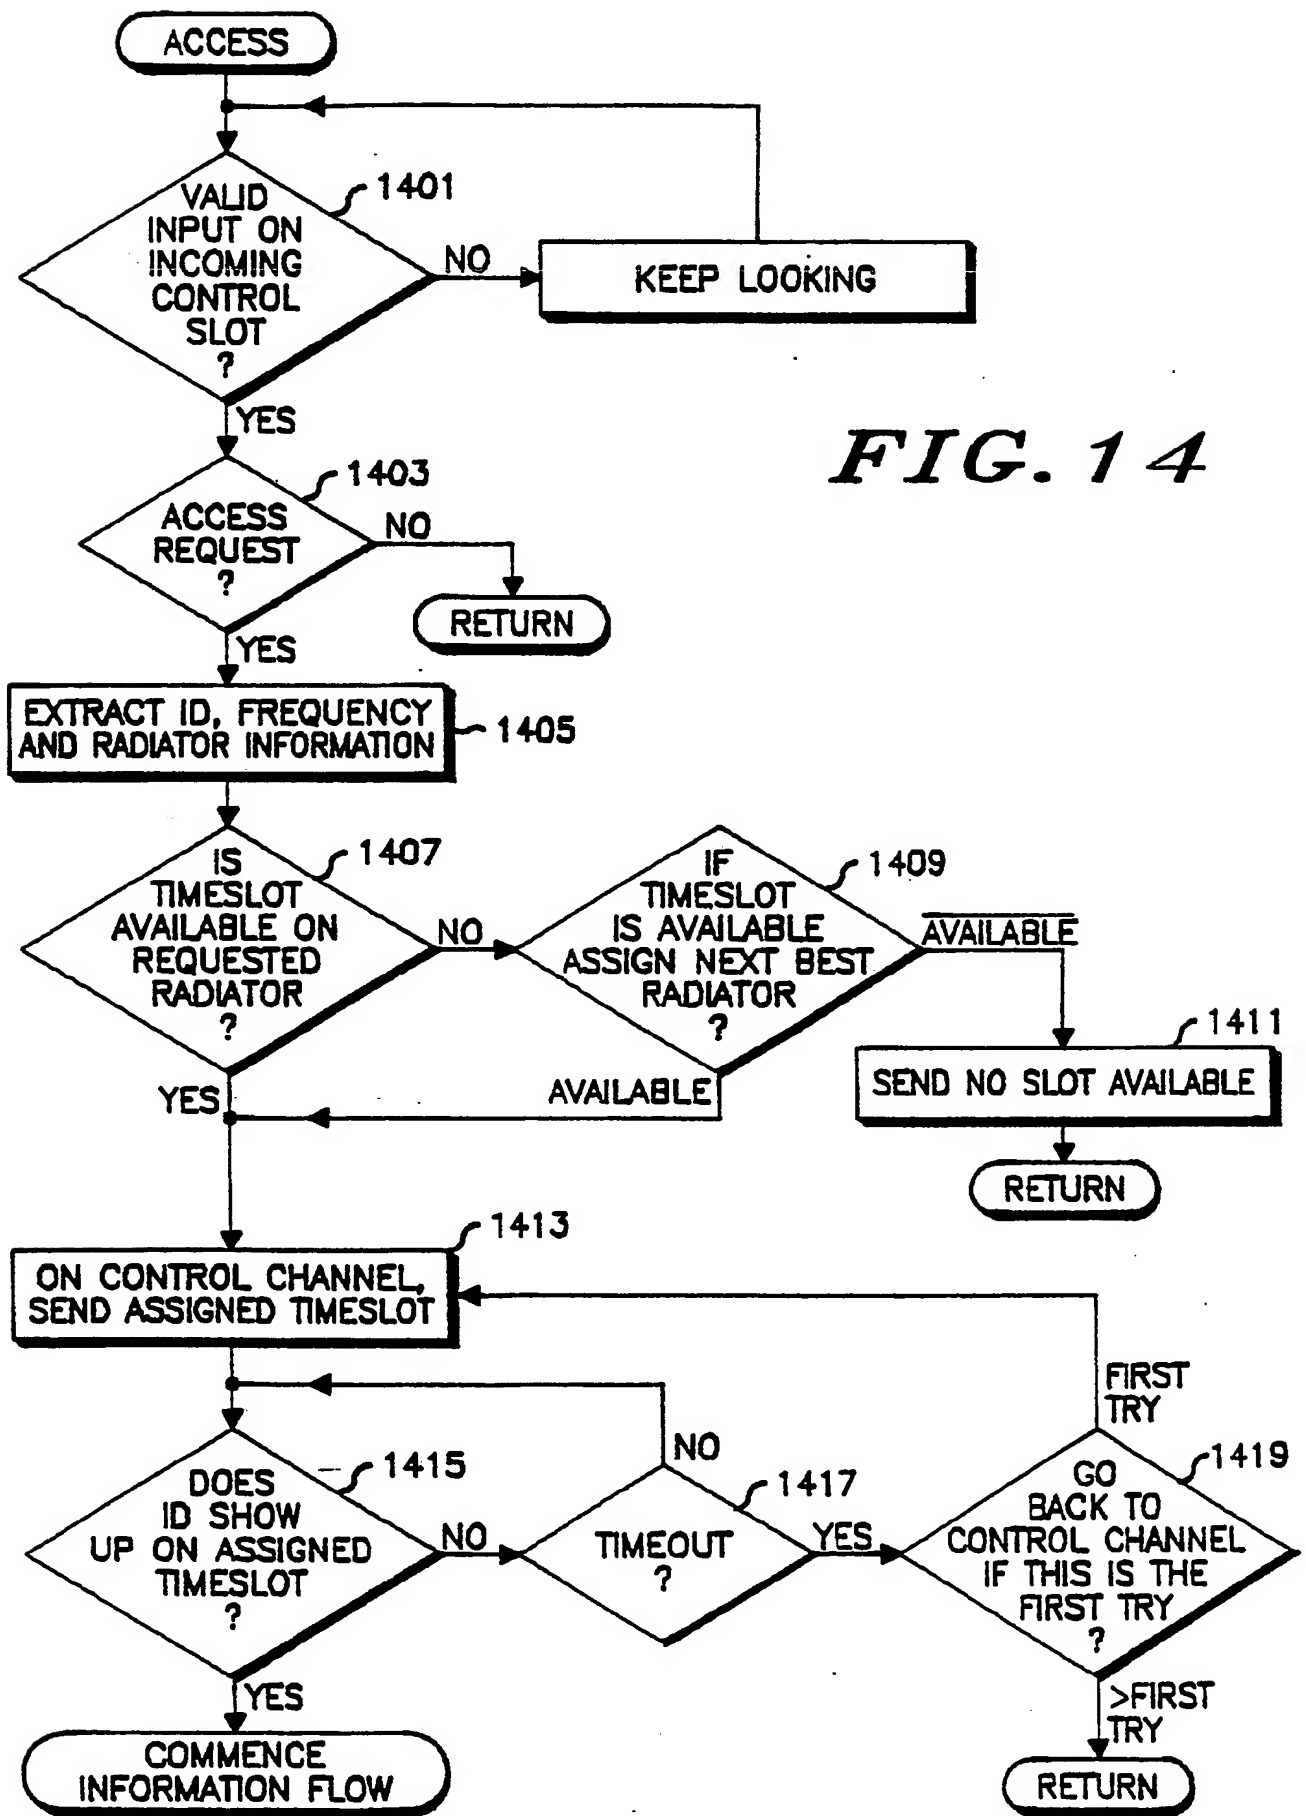 ACCESS
VALID
INPUT ON
INCOMING
CONTROL
SLOT
?
1401
NO
KEEP LOOKING
YES
FIG. 14
ACCESS
REQUEST
?
1403
NO
RETURN
YES
EXTRACT ID, FREQUENCY
AND RADIATOR INFORMATION
1405
IS
TIMESLOT
AVAILABLE ON
REQUESTED
RADIATOR
?
1407
NO
IF
TIMESLOT
IS AVAILABLE
ASSIGN NEXT BEST
RADIATOR
?
1409
AVAILABLE
1411
SEND NO SLOT AVAILABLE
RETURN
YES
AVAILABLE
1413
ON CONTROL CHANNEL,
SEND ASSIGNED TIMESLOT
DOES
ID SHOW
UP ON ASSIGNED
TIMESLOT
?
1415
NO
NO
TIMEOUT
?
1417
YES
FIRST
TRY
GO
BACK TO
CONTROL CHANNEL
IF THIS IS THE
FIRST TRY
?
1419
YES
COMMENCE
INFORMATION FLOW
>FIRST
TRY
RETURN